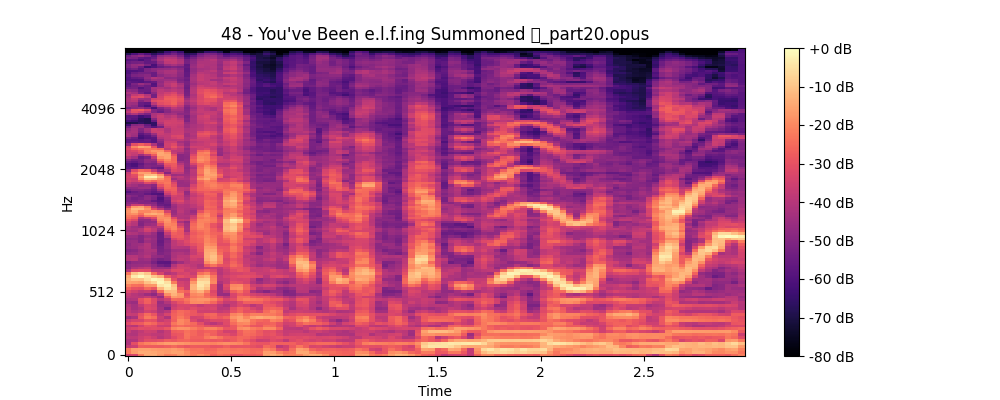 48 - You've Been e.l.f.ing Summoned _part20.opus
+0 dB
-10 dB
-20 dB
-30 dB
-40 dB
-50 dB
-60 dB
-70 dB
-80 dB
4096
2048
1024
512
0
Hz
0
0.5
1
1.5
2
2.5
Time